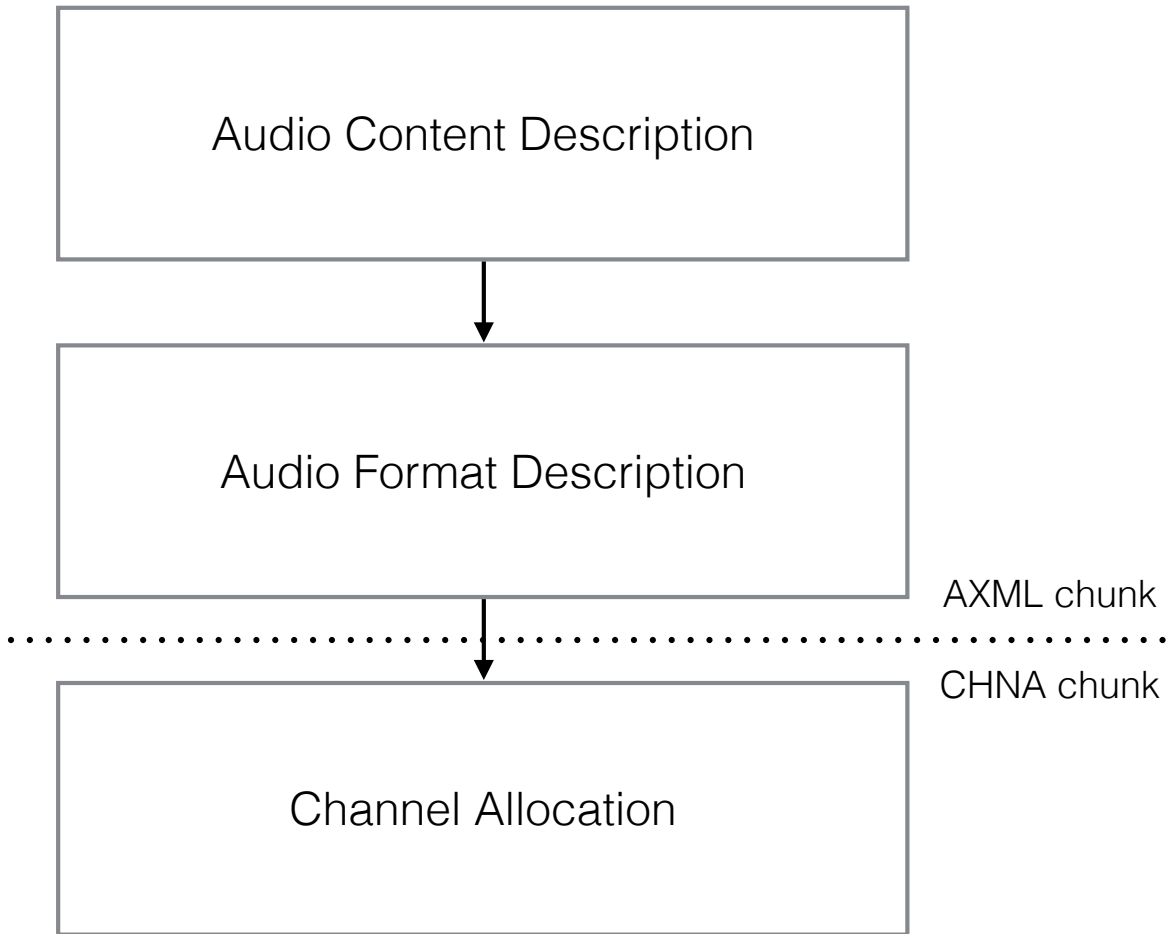 Audio Content Description
Audio Format Description
AXML chunk
CHNA chunk
Channel Allocation